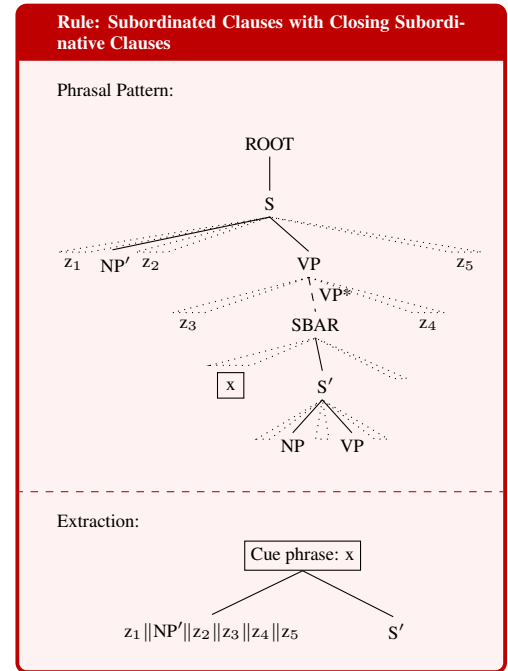 Rule: Subordinated Clauses with Closing Subordi-
native Clauses
Phrasal Pattern:
ROOT
S
z₁ NP′ z₂ VP z₅
VP*
z₃ SBAR z₄
x S′
NP VP
Extraction:
Cue phrase: x
z₁‖NP′‖z₂‖z₃‖z₄‖z₅ S′